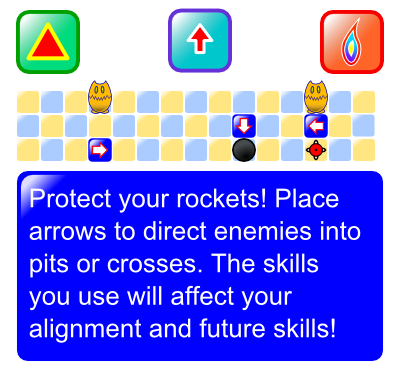 Protect your rockets! Place
arrows to direct enemies into
pits or crosses. The skills
you use will affect your
alignment and future skills!